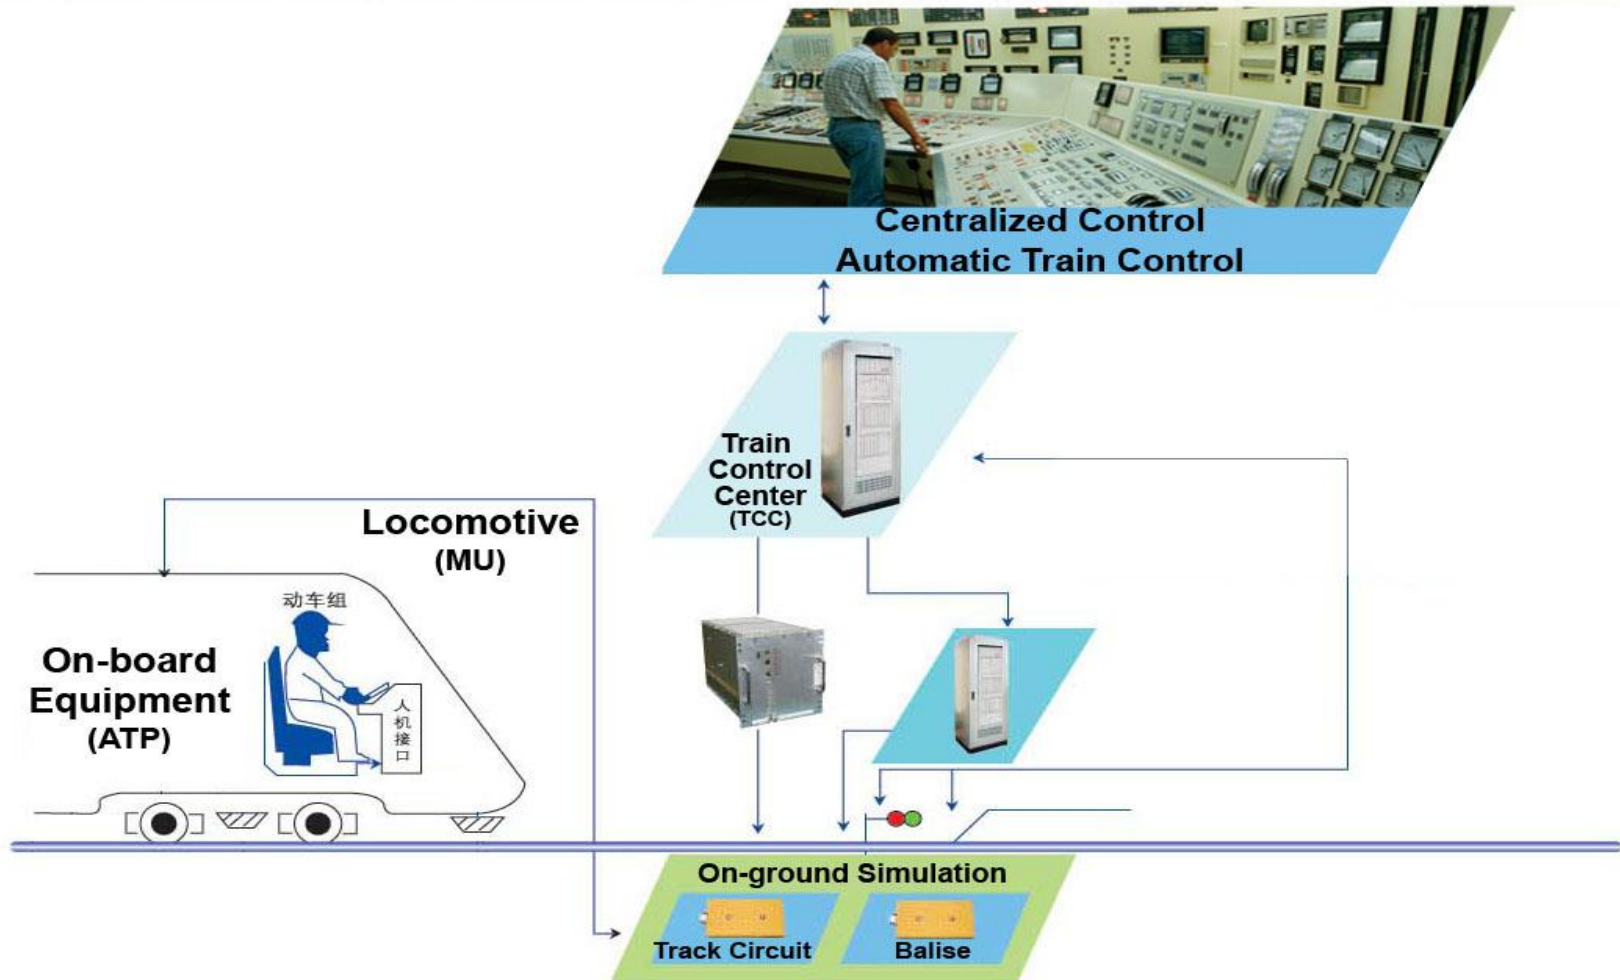 Centralized Control
Automatic Train Control
Train
Control
Center
(TCC)
Locomotive
(MU)
动车组
On-board
Equipment
(ATP)
人
机
接
口
On-ground Simulation
Track Circuit
Balise